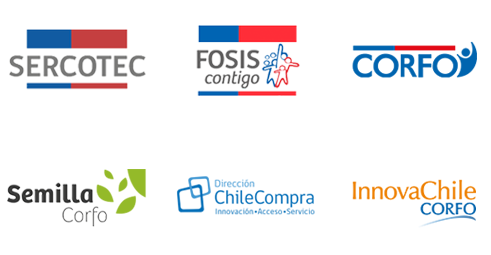 SERCOTEC
FOSIS
contigo
CORFO
Semilla
Corfo
Dirección
ChileCompra
Innovación•Acceso•Servicio
InnovaChile
CORFO